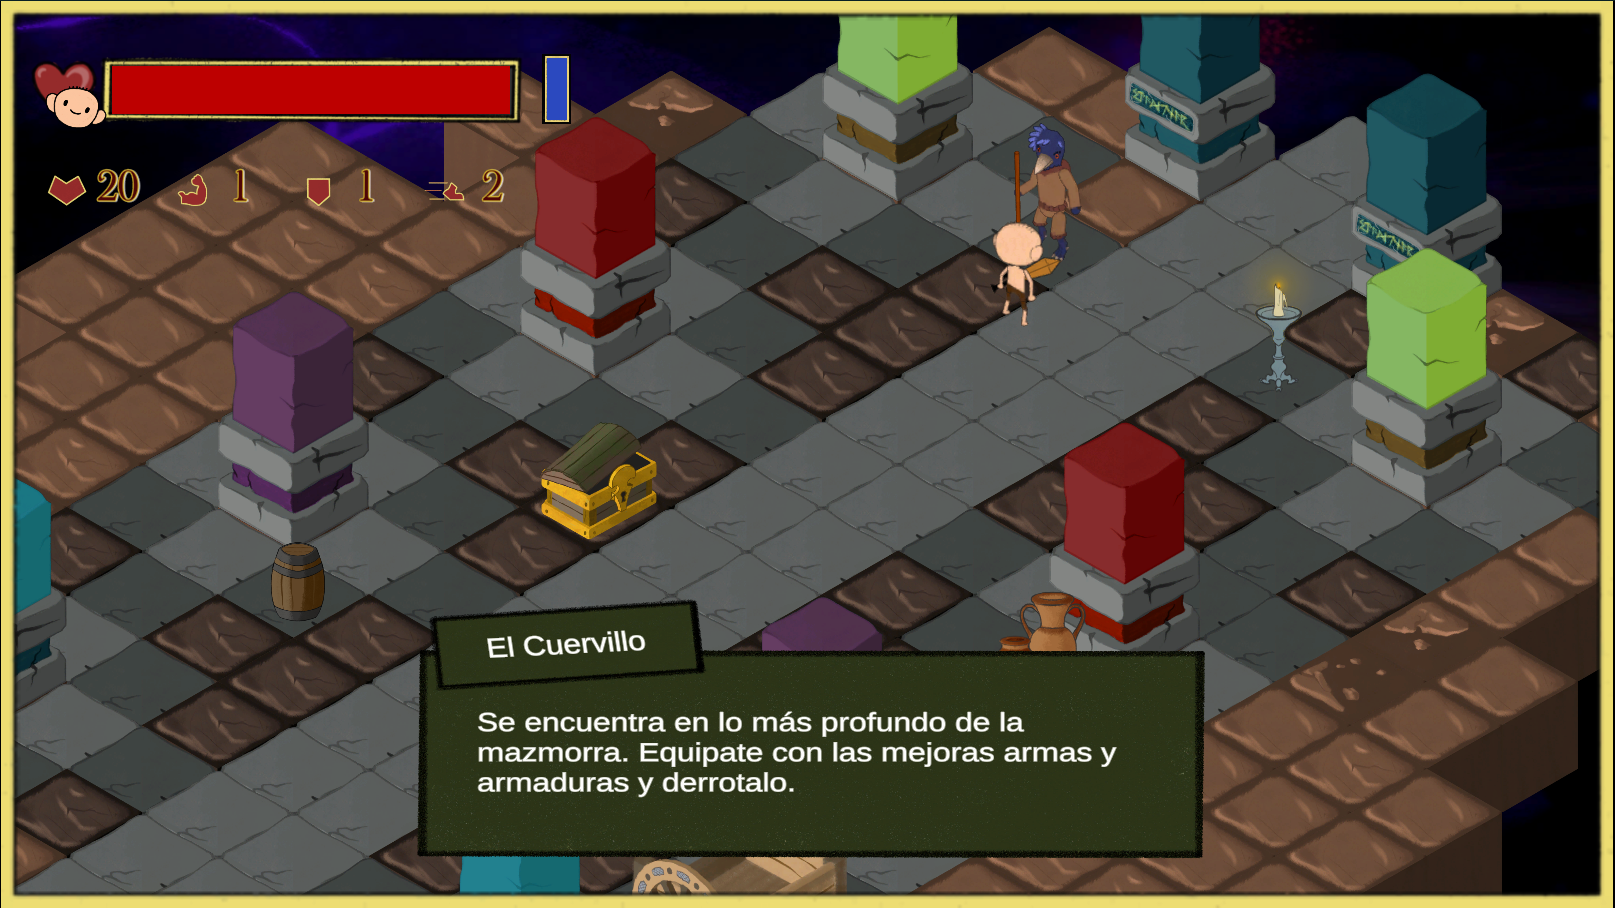 20 1 1 2
El Cuervillo
Se encuentra en lo más profundo de la
mazmorra. Equipate con las mejoras armas y
armaduras y derrotalo.